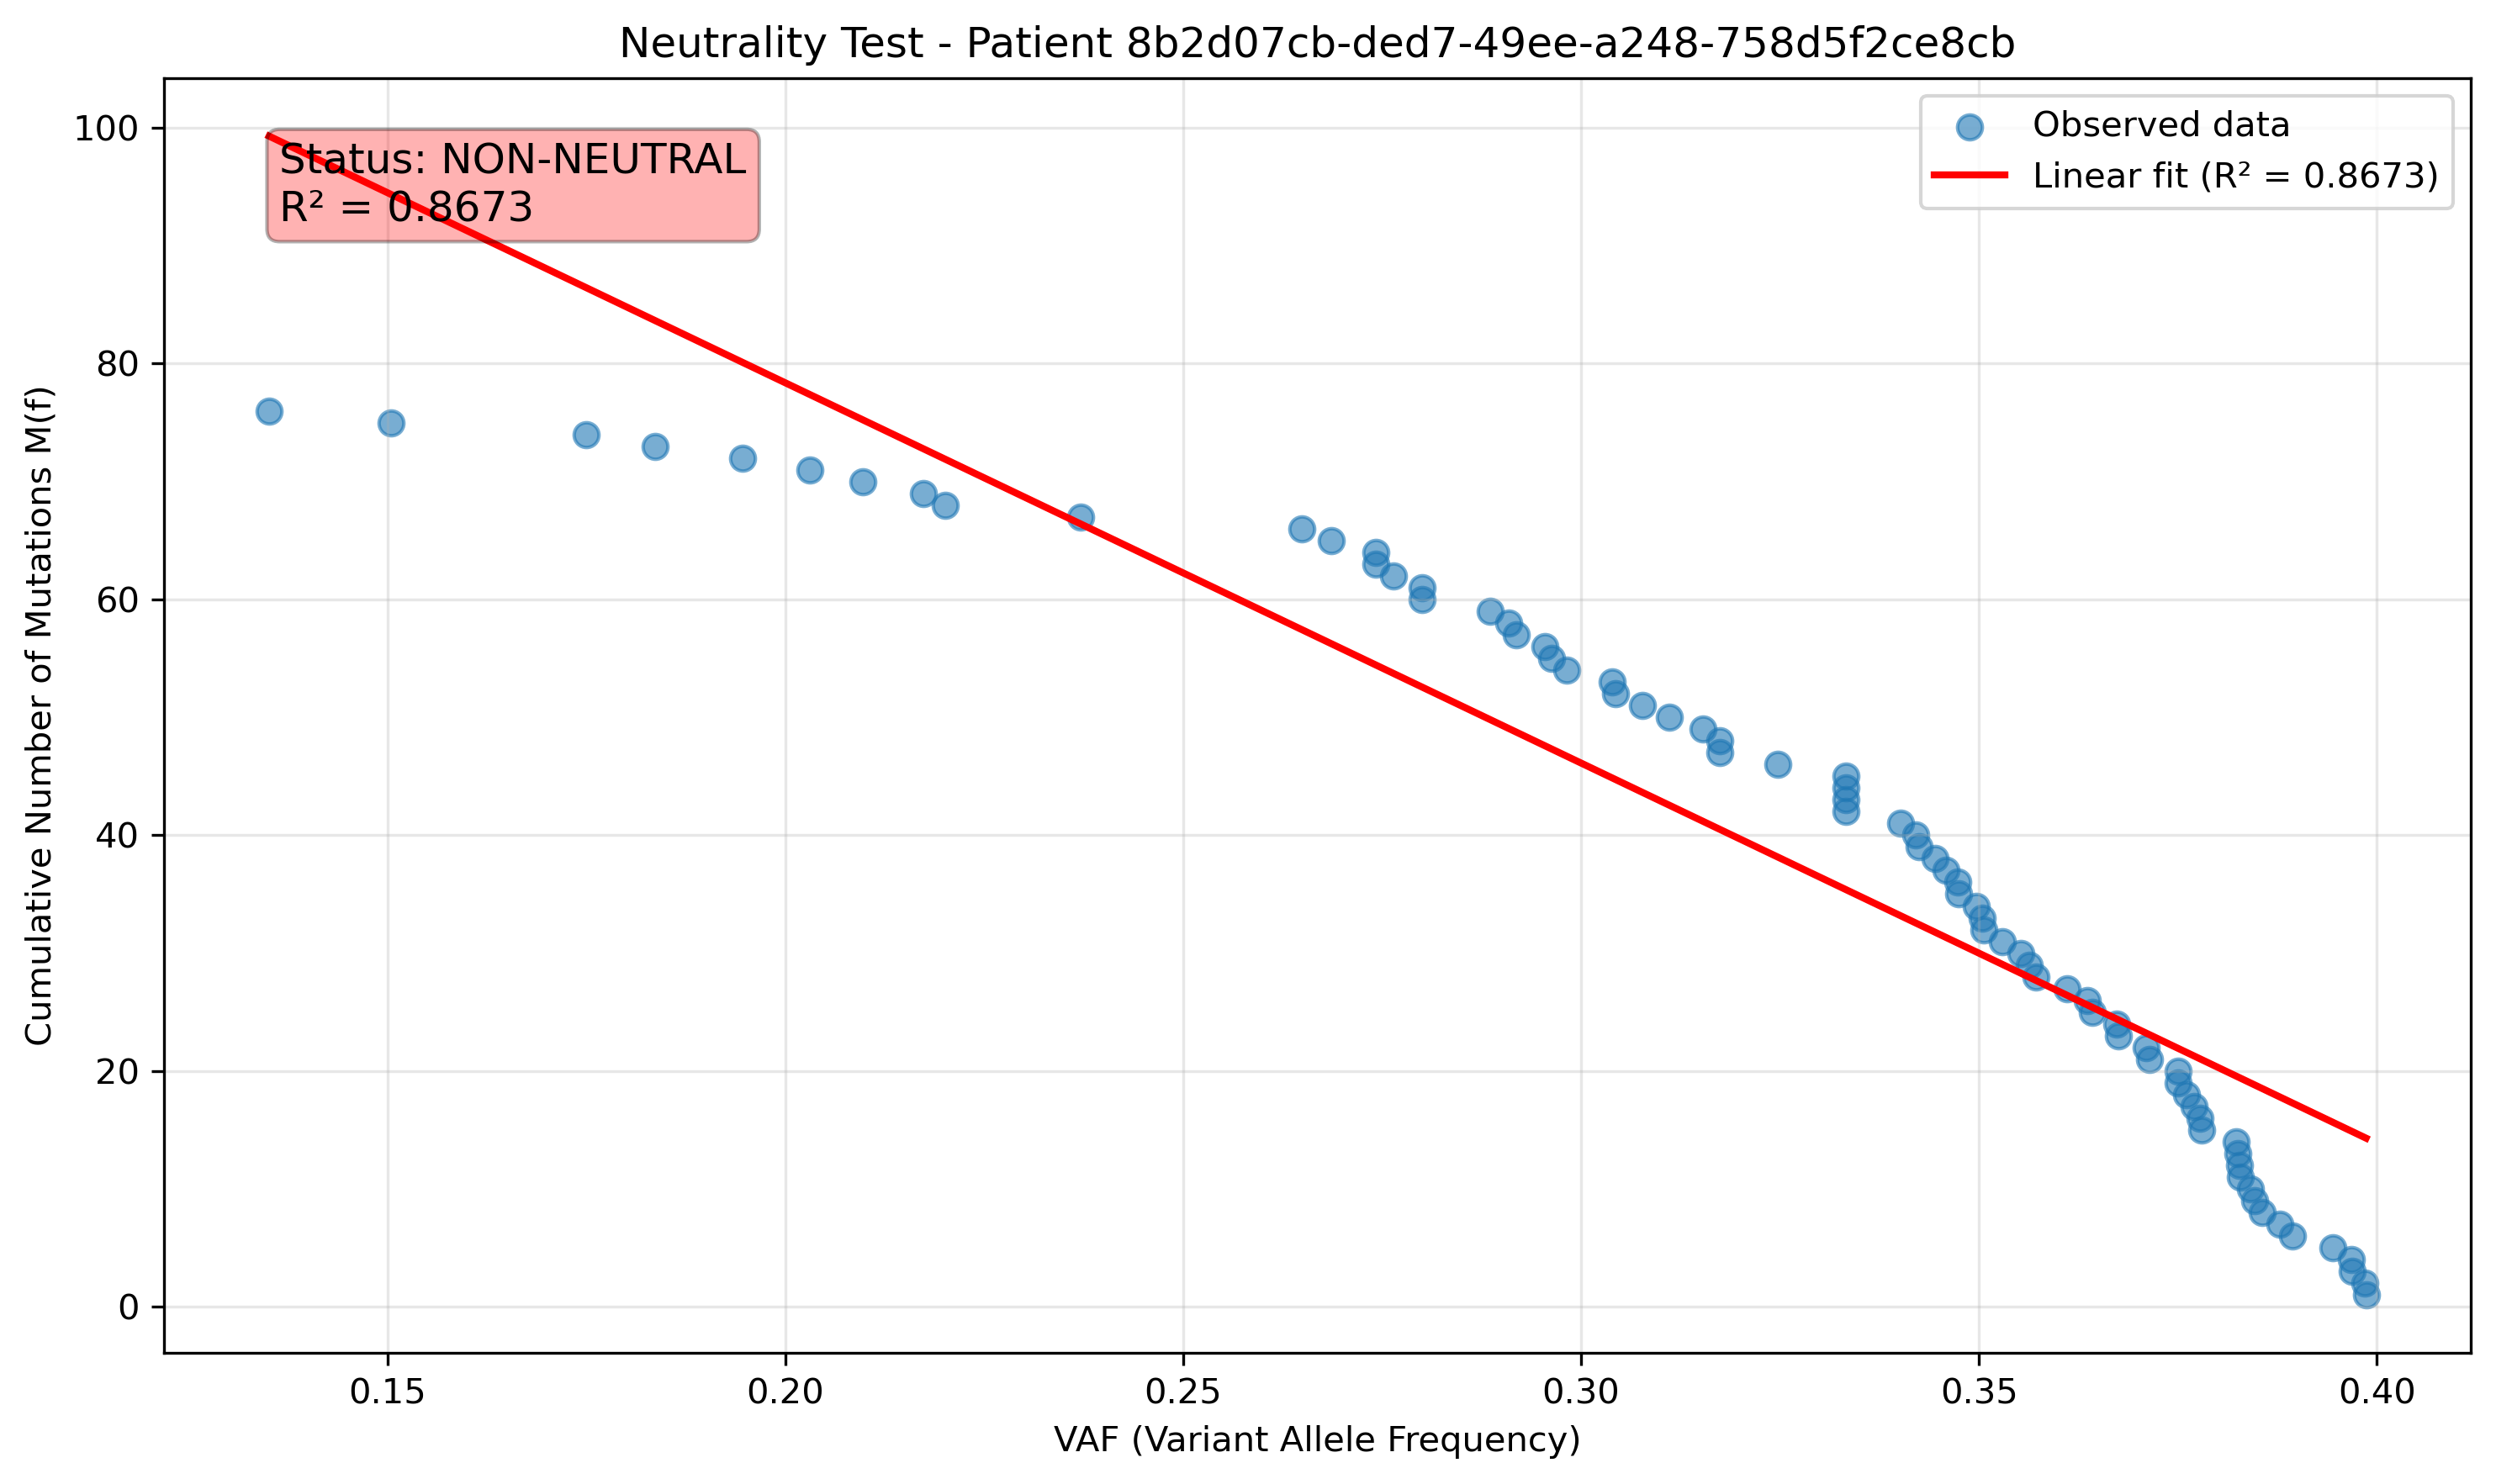 Neutrality Test - Patient 8b2d07cb-ded7-49ee-a248-758d5f2ce8cb
Status: NON-NEUTRAL
R² = 0.8673
Observed data
Linear fit (R² = 0.8673)
Cumulative Number of Mutations M(f)
100
80
60
40
20
0
0.15
0.20
0.25
0.30
0.35
0.40
VAF (Variant Allele Frequency)